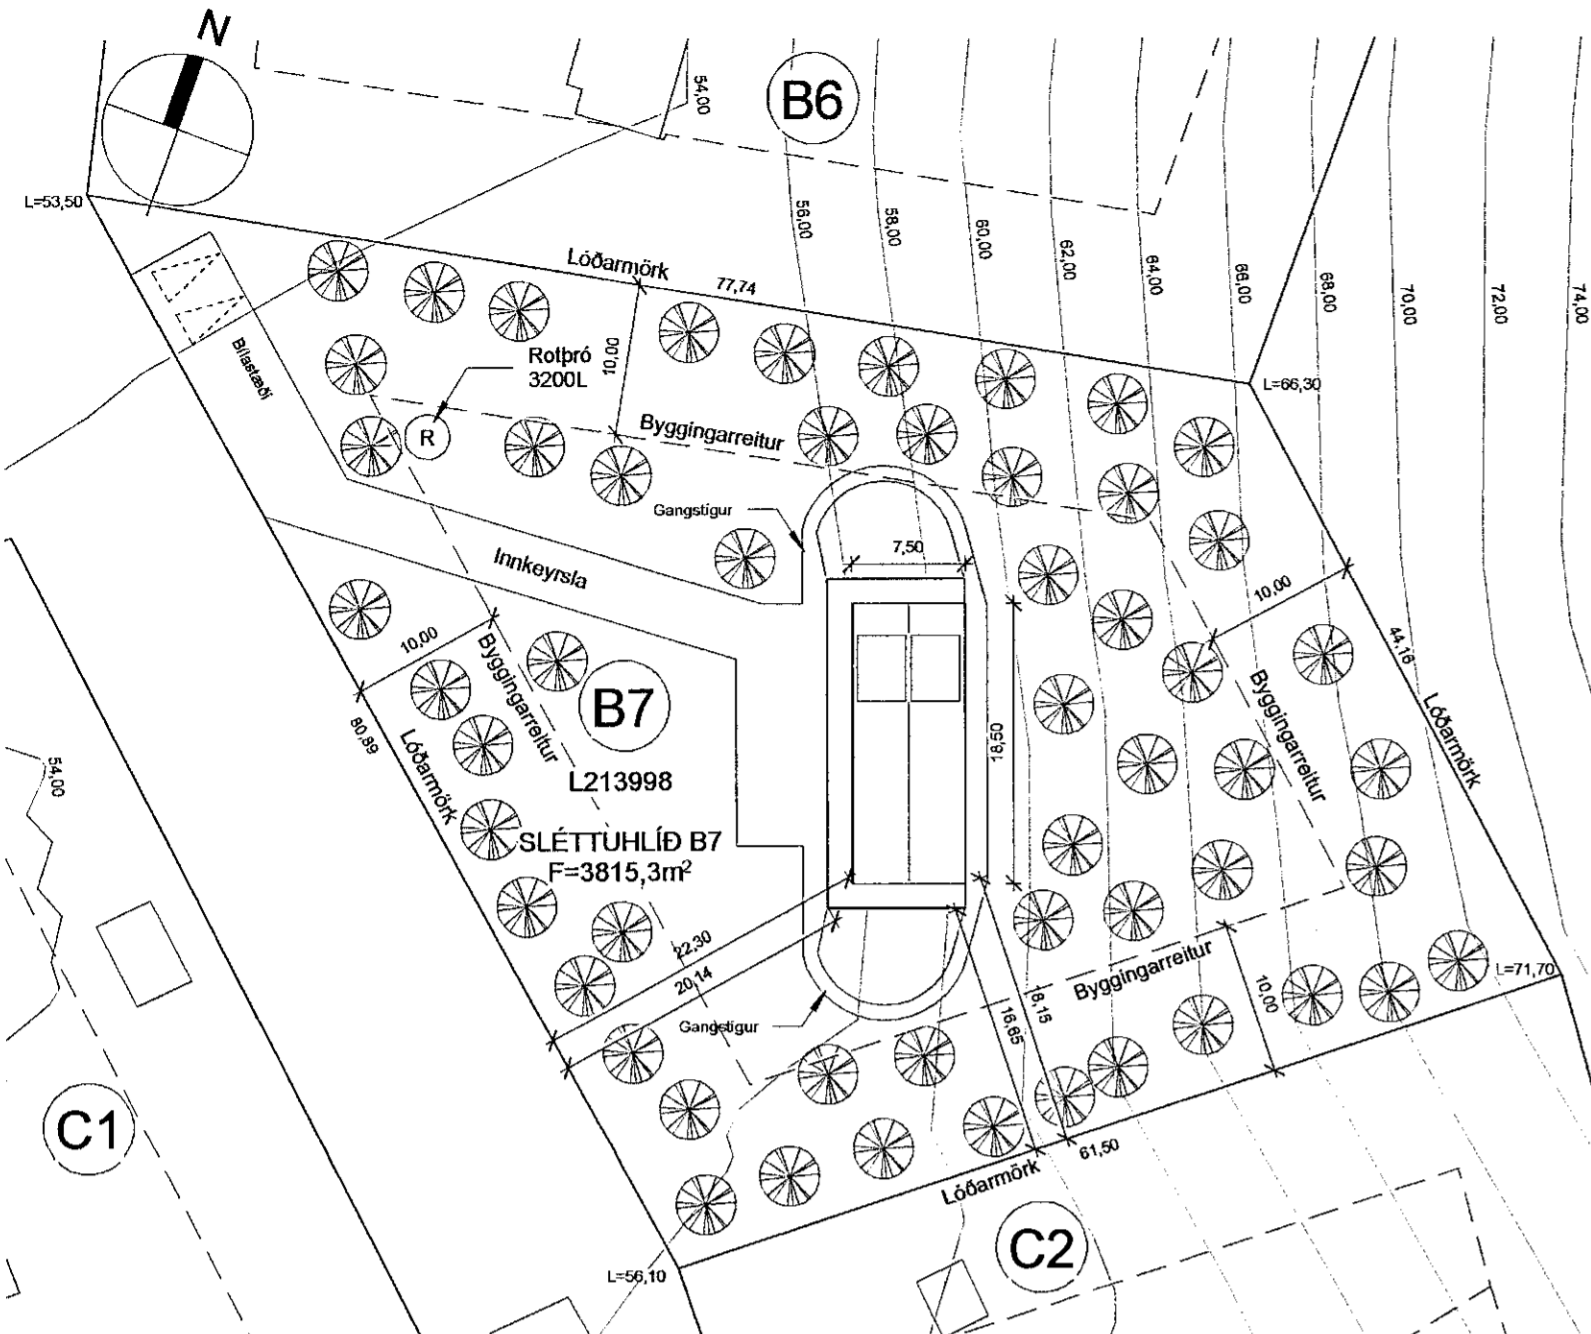 N
B6
54,00
L=53,50
56,00
58,00
60,00
62,00
64,00
66,00
68,00
70,00
72,00
74,00
Lóðarmörk
77,74
Bílastæði
Rotþró
3200L
10,00
R
L=66,30
Byggingarreitur
Gangstígur
7,50
Innkeyrsla
10,00
10,00
44,16
Byggingarreitur
B7
Byggingarreitur
Lóðarmörk
18,50
80,89
Lóðarmörk
54,00
L213998
SLÉTTUHLÍÐ B7
F=3815,3m²
22,30
20,14
Byggingarreitur
L=71,70
16,65
18,15
10,00
Gangstígur
C1
61,50
Lóðarmörk
C2
L=56,10